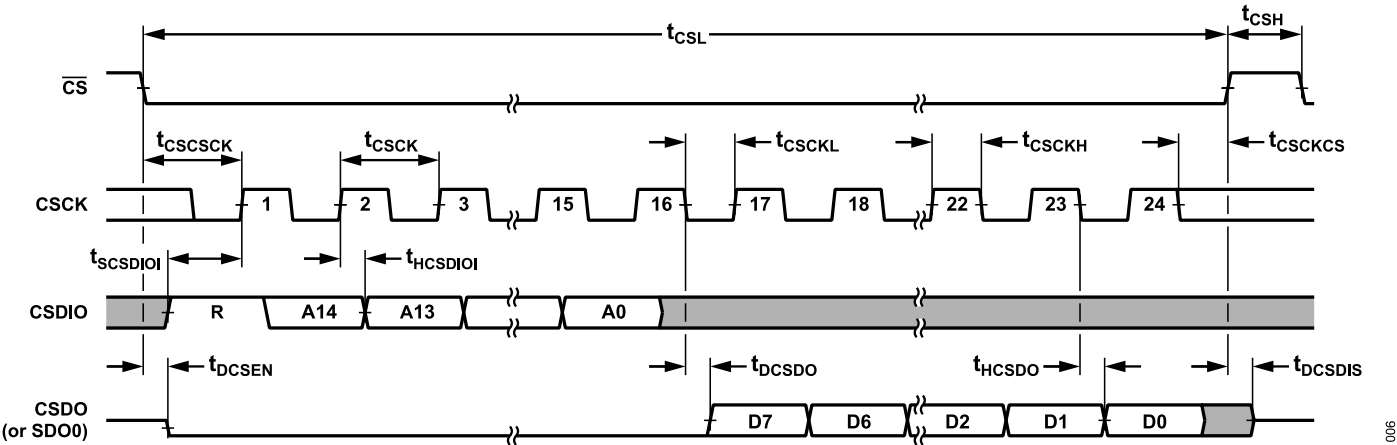 tCSL
tCSH
CS
tCSCSCK
tCSCK
tCSCKL
tCSCKH
tCSCKCS
CSCK
1
2
3
15
16
17
18
22
23
24
tSCSDIOI
tHCSDIOI
CSDIO
R
A14
A13
A0
tDCSEN
tDCSDO
tHCSDO
tDCSDIS
CSDO
(or SDO0)
D7
D6
D2
D1
D0
006